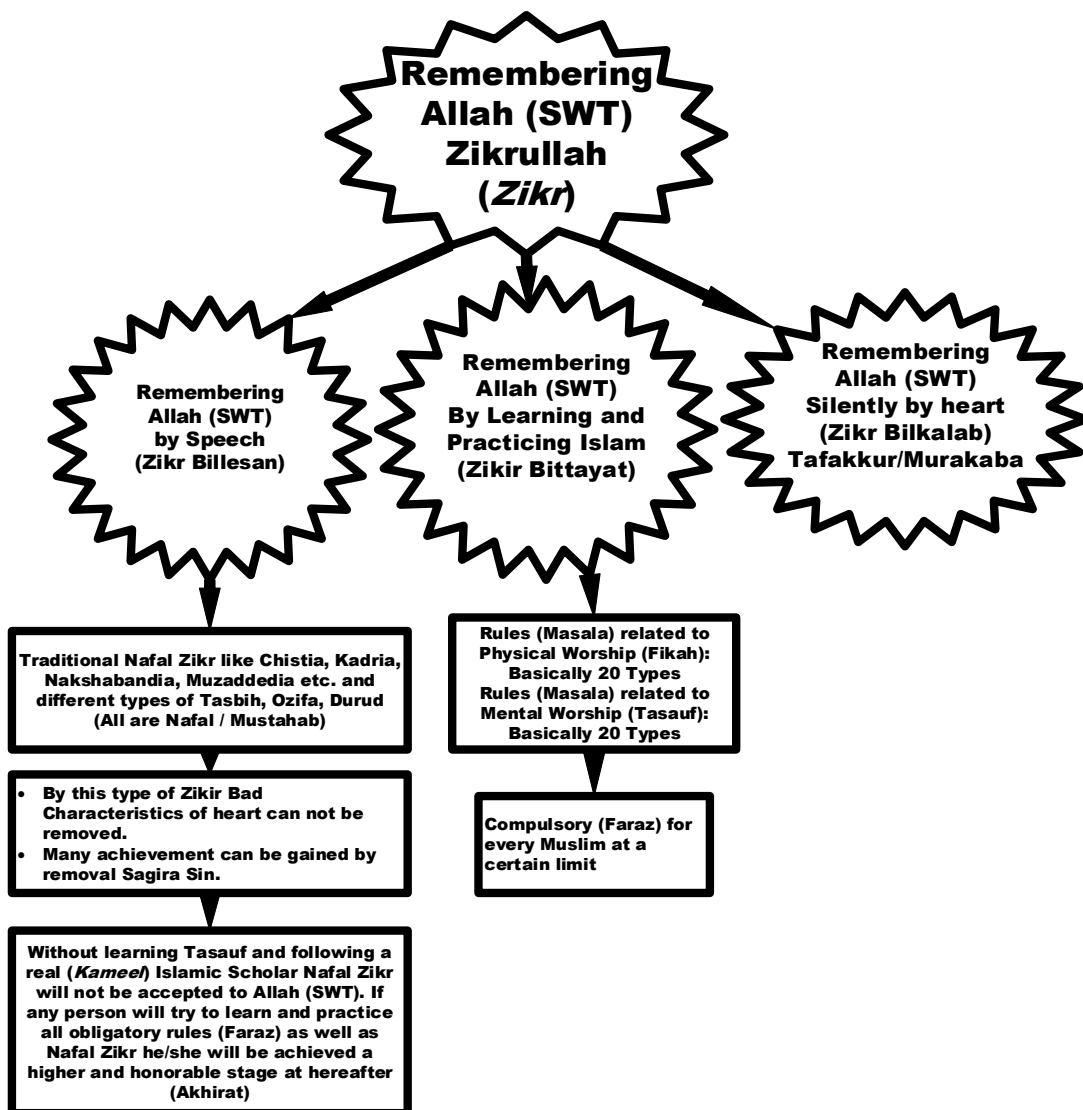 Remembering
Allah (SWT)
Zikrullah
(Zikr)
Remembering
Allah (SWT)
by Speech
(Zikr Billesan)
Remembering
Allah (SWT)
By Learning and
Practicing Islam
(Zikir Bittayat)
Remembering
Allah (SWT)
Silently by heart
(Zikr Bilkalab)
Tafakkur/Murakaba
Traditional Nafal Zikr like Chistia, Kadria,
Nakshabandia, Muzaddedia etc. and
different types of Tasbih, Ozifa, Durud
(All are Nafal / Mustahab)
• By this type of Zikir Bad
Characteristics of heart can not be
removed.
• Many achievement can be gained by
removal Sagira Sin.
Without learning Tasauf and following a
real (Kameel) Islamic Scholar Nafal Zikr
will not be accepted to Allah (SWT). If
any person will try to learn and practice
all obligatory rules (Faraz) as well as
Nafal Zikr he/she will be achieved a
higher and honorable stage at hereafter
(Akhirat)
Rules (Masala) related to
Physical Worship (Fikah):
Basically 20 Types
Rules (Masala) related to
Mental Worship (Tasauf):
Basically 20 Types
Compulsory (Faraz) for
every Muslim at a
certain limit